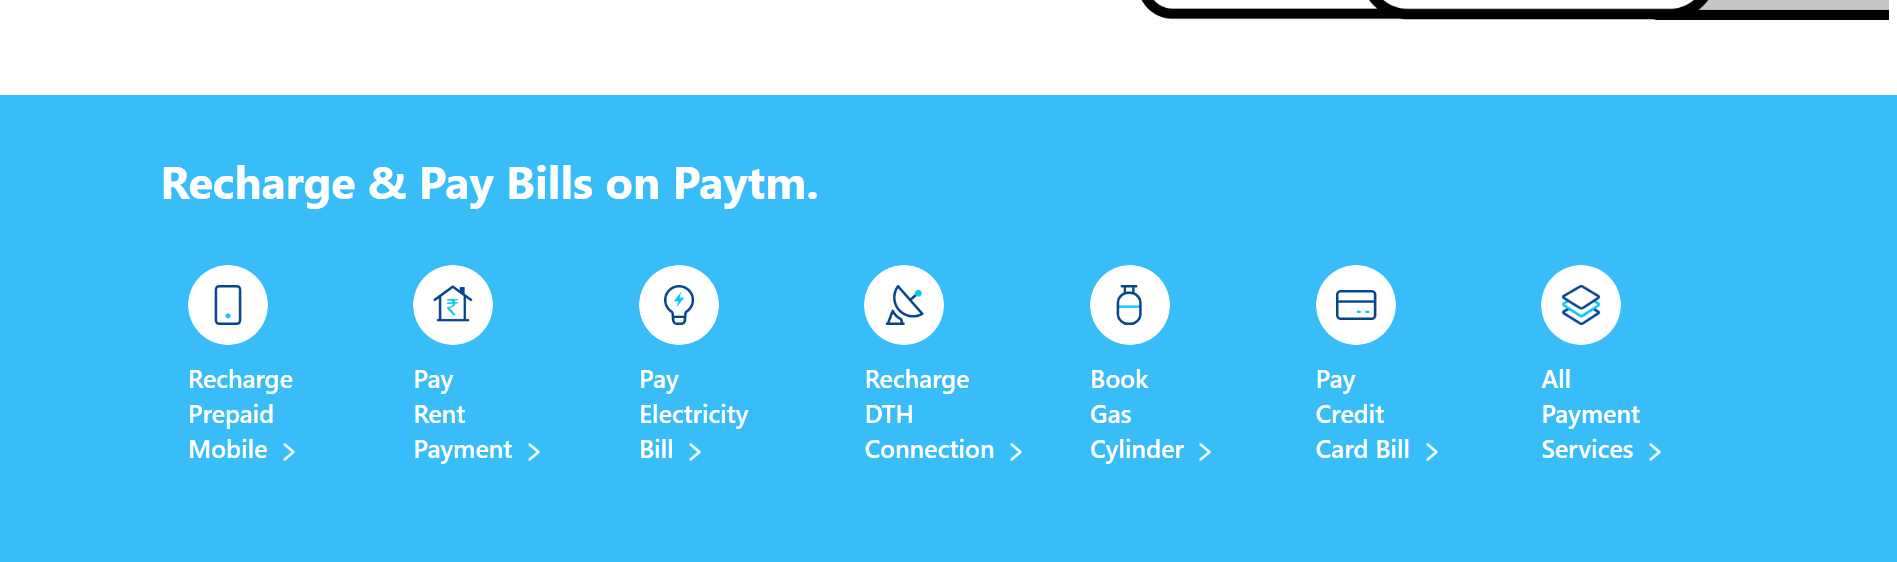 Recharge & Pay Bills on Paytm.
₹
Recharge
Prepaid
Mobile
Pay
Rent
Payment
Pay
Electricity
Bill
Recharge
DTH
Connection
Book
Gas
Cylinder
Pay
Credit
Card Bill
All
Payment
Services